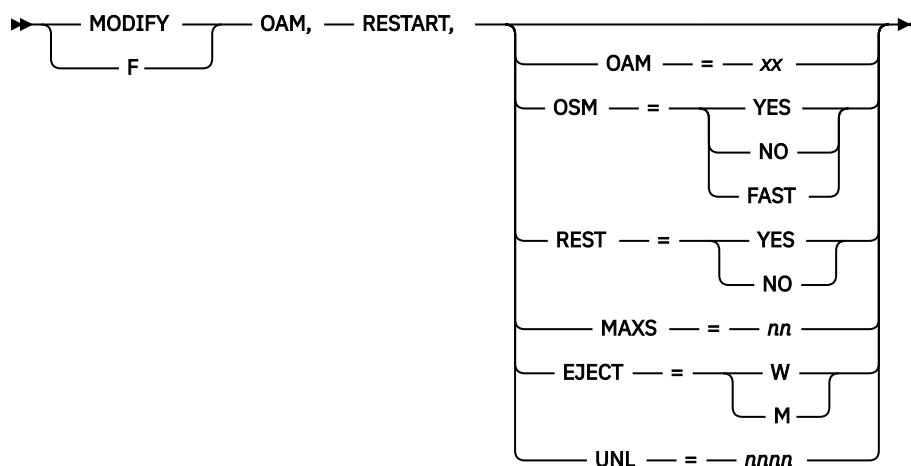 MODIFY OAM, RESTART,
F
OAM = xx
OSM = YES
NO
FAST
REST = YES
NO
MAXS = nn
EJECT = W
M
UNL = nnnn